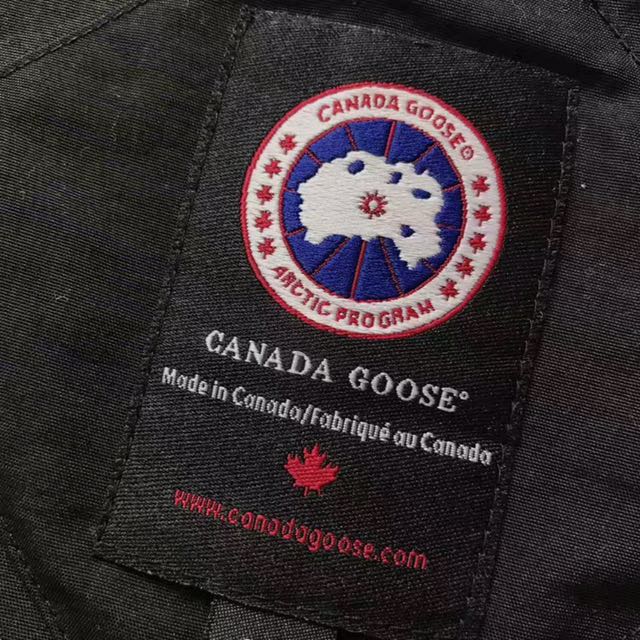 CANADA GOOSE®
ARCTIC PROGRAM
CANADA GOOSE®
Made in Canada/Fabriqué au Canada
www.canadagoose.com